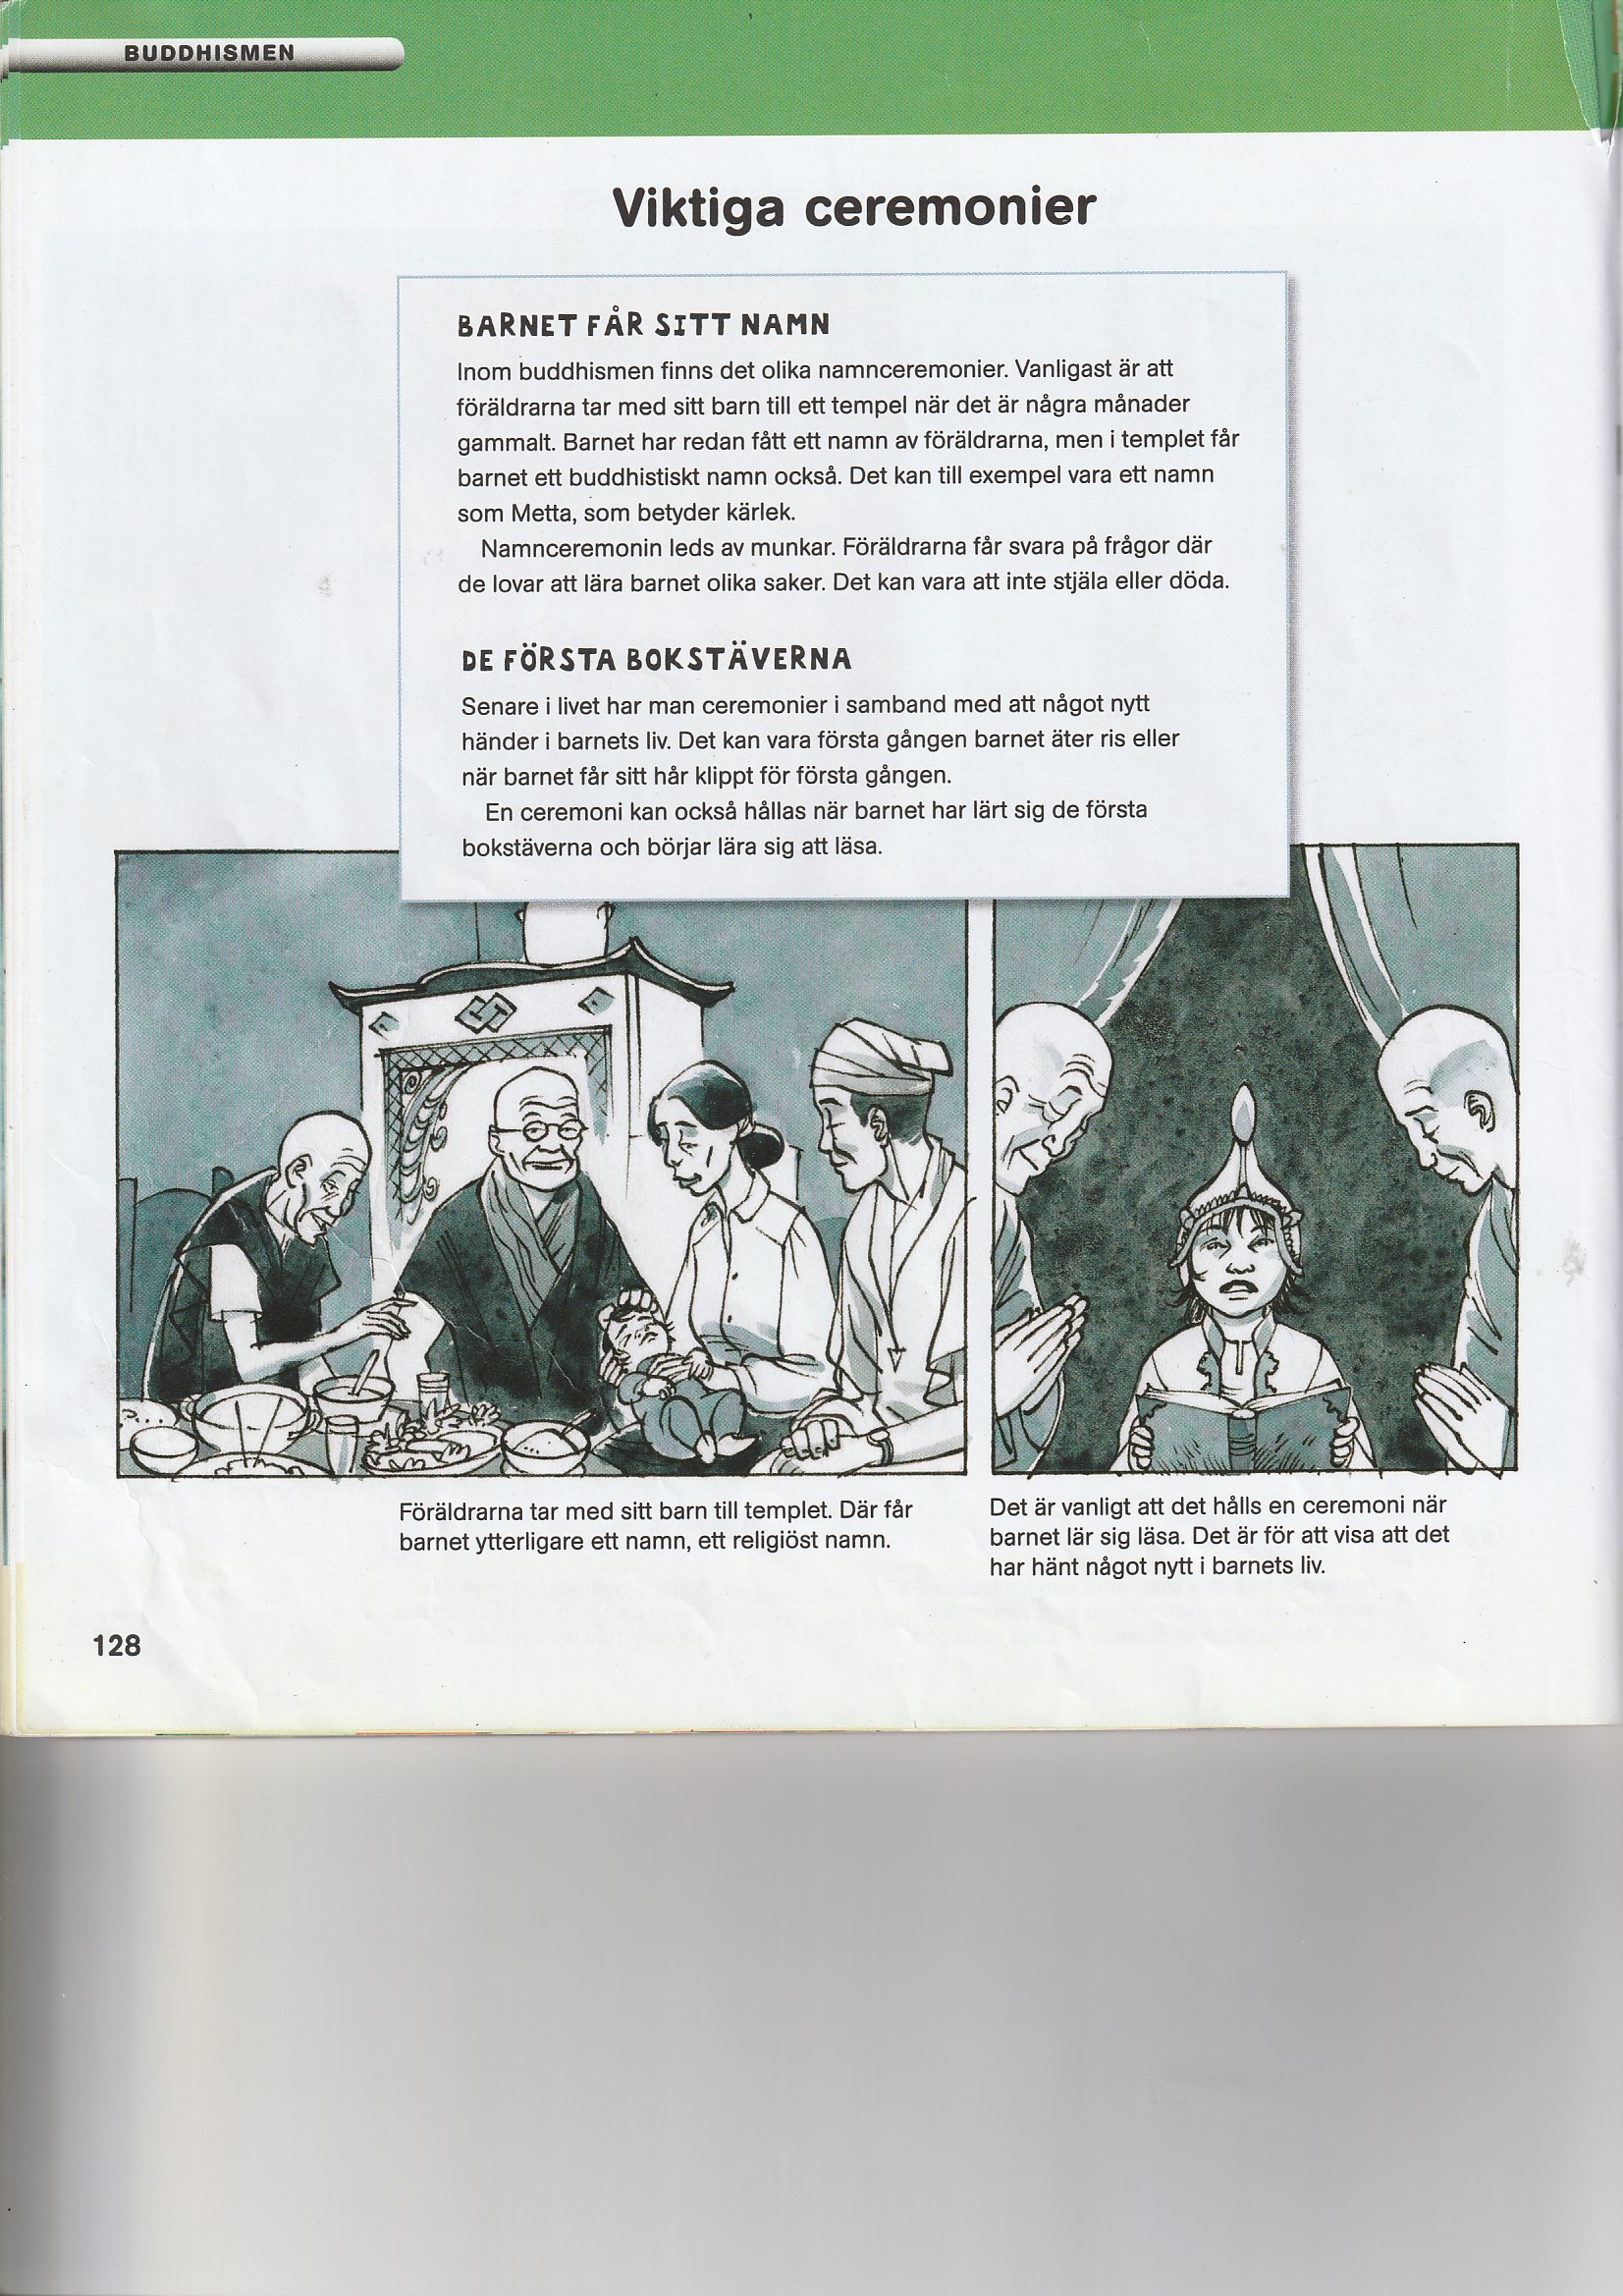 BUDDHISMEN
Viktiga ceremonier
BARNET FÅR SITT NAMN
Inom buddhismen finns det olika namnceremonier. Vanligast är att
föräldrarna tar med sitt barn till ett tempel när det är några månader
gammalt. Barnet har redan fått ett namn av föräldrarna, men i templet får
barnet ett buddhistiskt namn också. Det kan till exempel vara ett namn
som Metta, som betyder kärlek.
Namnceremonin leds av munkar. Föräldrarna får svara på frågor där
de lovar att lära barnet olika saker. Det kan vara att inte stjäla eller döda.
DE FÖRSTA BOKSTÄVERNA
Senare i livet har man ceremonier i samband med att något nytt
händer i barnets liv. Det kan vara första gången barnet äter ris eller
när barnet får sitt hår klippt för första gången.
En ceremoni kan också hållas när barnet har lärt sig de första
bokstäverna och börjar lära sig att läsa.
Föräldrarna tar med sitt barn till templet. Där får
barnet ytterligare ett namn, ett religiöst namn.
Det är vanligt att det hålls en ceremoni när
barnet lär sig läsa. Det är för att visa att det
har hänt något nytt i barnets liv.
128